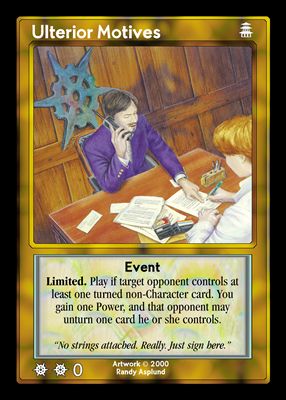 Ulterior Motives
Event
Limited. Play if target opponent controls at
least one turned non-Character card. You
gain one Power, and that opponent may
unturn one card he or she controls.
"No strings attached. Really. Just sign here."
0
Artwork © 2000
Randy Asplund